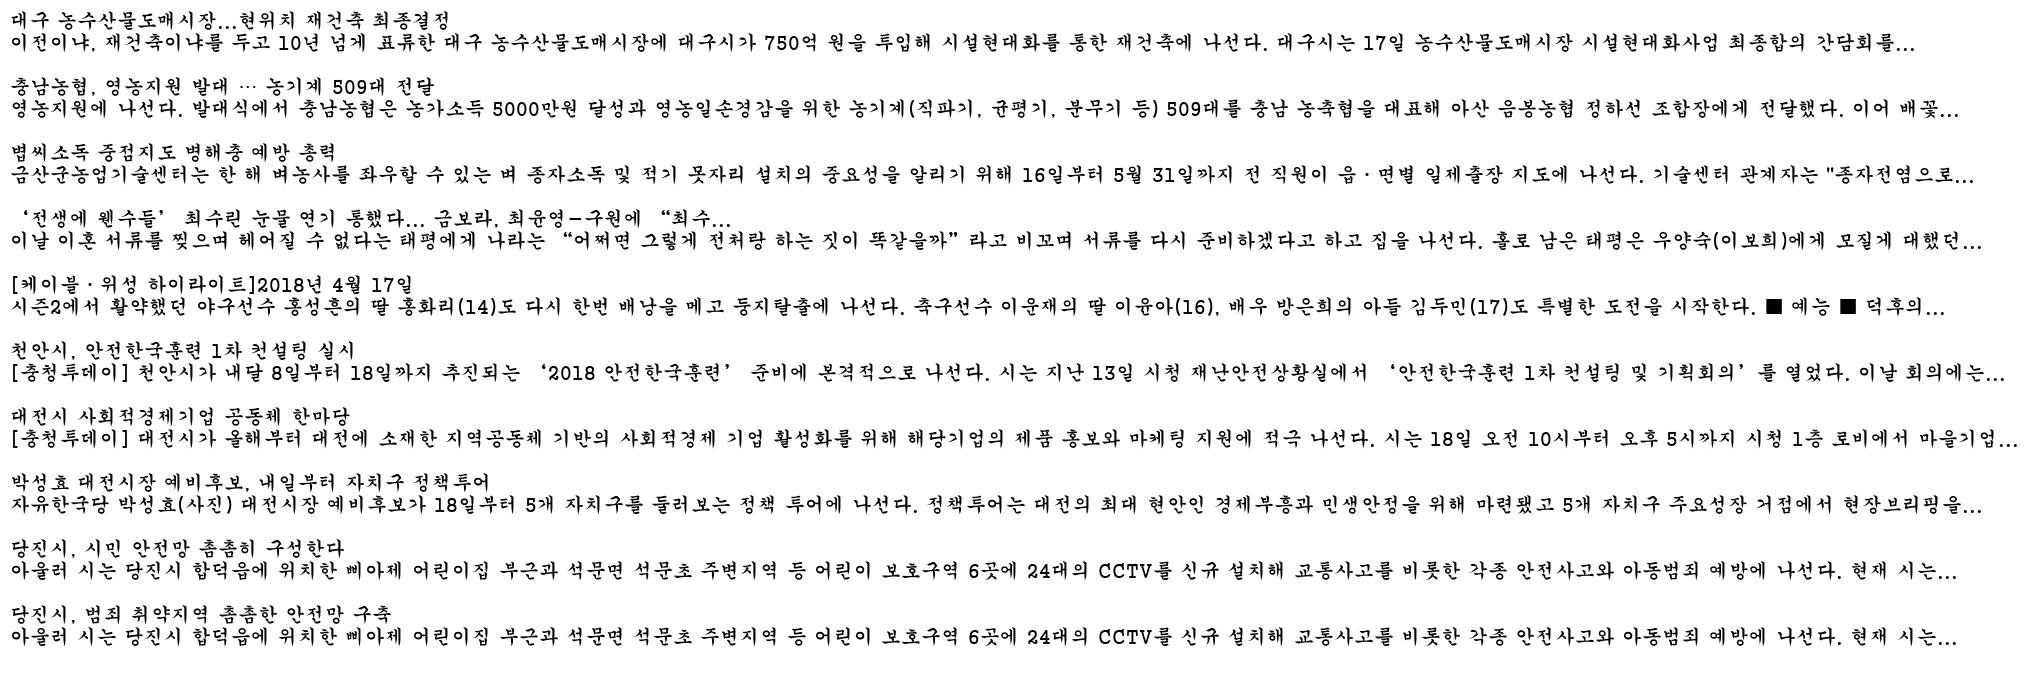 대구 농수산물도매시장...현위치 재건축 최종결정
이전이냐, 재건축이냐를 두고 10년 넘게 표류한 대구 농수산물도매시장에 대구시가 750억 원을 투입해 시설현대화를 통한 재건축에 나선다. 대구시는 17일 농수산물도매시장 시설현대화사업 최종합의 간담회를...
충남농협, 영농지원 발대 … 농기계 509대 전달
영농지원에 나선다. 발대식에서 충남농협은 농가소득 5000만원 달성과 영농일손경감을 위한 농기계(직파기, 균평기, 분무기 등) 509대를 충남 농축협을 대표해 아산 음봉농협 정하선 조합장에게 전달했다. 이어 배꽃...
볍씨소독 중점지도 병해충 예방 총력
금산군농업기술센터는 한 해 벼농사를 좌우할 수 있는 벼 종자소독 및 적기 못자리 설치의 중요성을 알리기 위해 16일부터 5월 31일까지 전 직원이 읍·면별 일제출장 지도에 나선다. 기술센터 관계자는 "종자전염으로...
‘전생에 웬수들’ 최수린 눈물 연기 통했다... 금보라, 최윤영-구원에 “최수...
이날 이혼 서류를 찢으며 헤어질 수 없다는 태평에게 나라는 “어쩌면 그렇게 전처랑 하는 짓이 똑같을까” 라고 비꼬며 서류를 다시 준비하겠다고 하고 집을 나선다. 홀로 남은 태평은 우양숙(이보희)에게 모질게 대했던...
[케이블·위성 하이라이트]2018년 4월 17일
시즌2에서 활약했던 야구선수 홍성흔의 딸 홍화리(14)도 다시 한번 배낭을 메고 둥지탈출에 나선다. 축구선수 이운재의 딸 이윤아(16), 배우 방은희의 아들 김두민(17)도 특별한 도전을 시작한다. ■ 예능 ■ 덕후의...
천안시, 안전한국훈련 1차 컨설팅 실시
[충청투데이] 천안시가 내달 8일부터 18일까지 추진되는 ‘2018 안전한국훈련’ 준비에 본격적으로 나선다. 시는 지난 13일 시청 재난안전상황실에서 ‘안전한국훈련 1차 컨설팅 및 기획회의’를 열었다. 이날 회의에는...
대전시 사회적경제기업 공동체 한마당
[충청투데이] 대전시가 올해부터 대전에 소재한 지역공동체 기반의 사회적경제 기업 활성화를 위해 해당기업의 제품 홍보와 마케팅 지원에 적극 나선다. 시는 18일 오전 10시부터 오후 5시까지 시청 1층 로비에서 마을기업...
박성효 대전시장 예비후보, 내일부터 자치구 정책투어
자유한국당 박성효(사진) 대전시장 예비후보가 18일부터 5개 자치구를 둘러보는 정책 투어에 나선다. 정책투어는 대전의 최대 현안인 경제부흥과 민생안정을 위해 마련됐고 5개 자치구 주요성장 거점에서 현장브리핑을...
당진시, 시민 안전망 촘촘히 구성한다
아울러 시는 당진시 합덕읍에 위치한 삐아제 어린이집 부근과 석문면 석문초 주변지역 등 어린이 보호구역 6곳에 24대의 CCTV를 신규 설치해 교통사고를 비롯한 각종 안전사고와 아동범죄 예방에 나선다. 현재 시는...
당진시, 범죄 취약지역 촘촘한 안전망 구축
아울러 시는 당진시 합덕읍에 위치한 삐아제 어린이집 부근과 석문면 석문초 주변지역 등 어린이 보호구역 6곳에 24대의 CCTV를 신규 설치해 교통사고를 비롯한 각종 안전사고와 아동범죄 예방에 나선다. 현재 시는...